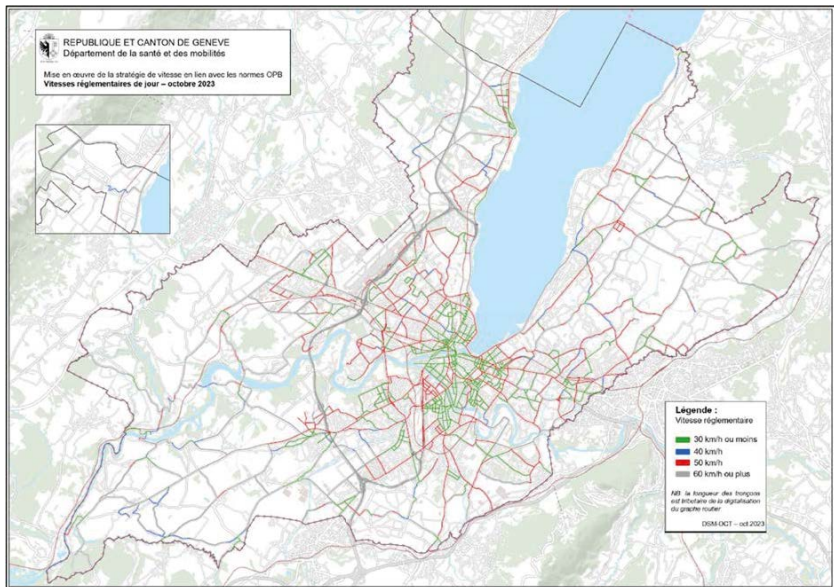 REPUBLIQUE ET CANTON DE GENEVE
Département de la santé et des mobilités
Mise en œuvre de la stratégie de vitesse en lien avec les normes OPB
Vitesses réglementaires de jour – octobre 2023
Légende :
Vitesse réglementaire
30 km/h ou moins
40 km/h
50 km/h
60 km/h ou plus
NB la longueur des tronçons
est tributaire de la digitalisation
du graphe routier
DSM-OCT – oct 2023